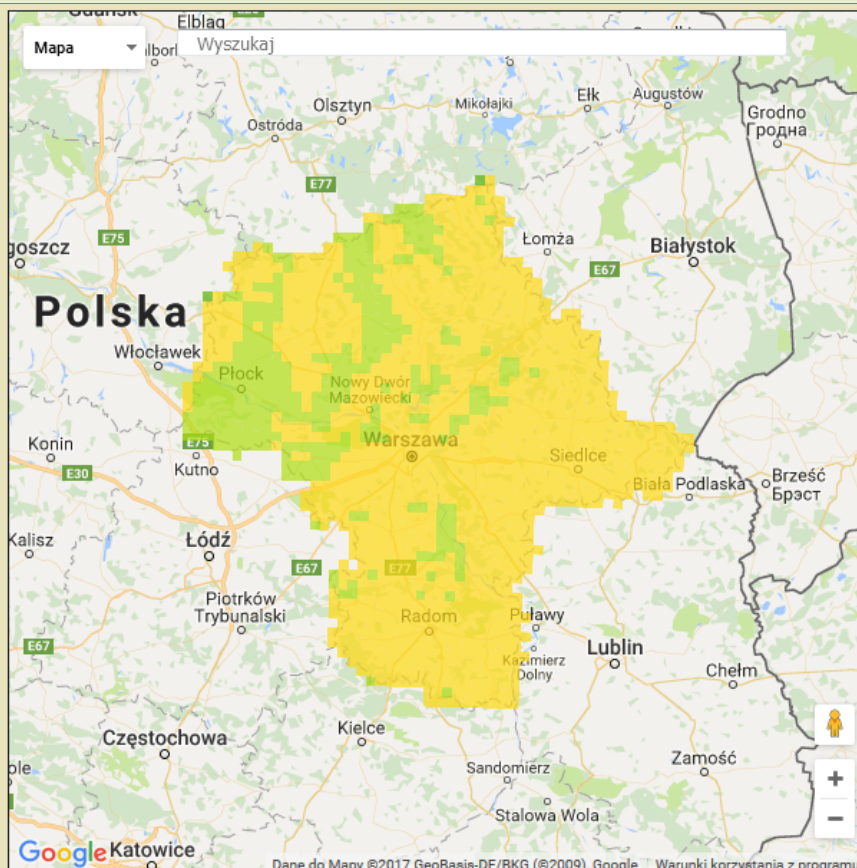 Gdańsk
Elbląg
Mapa
Wyszukaj
Olsztyn
Mikołajki
Ełk
Augustów
Ostróda
Grodno
Гродна
E77
E75
Łomża
Białystok
E67
Polska
Włocławek
Płock
Nowy Dwór
Mazowiecki
E75
Konin
Kutno
Warszawa
Siedlce
E30
Biała Podlaska
Brześć
Брэст
Kalisz
Łódź
E67
E77
Piotrków
Trybunalski
Radom
Puławy
E67
Kazimierz
Dolny
Lublin
Chełm
Kielce
Częstochowa
Zamość
Sandomierz
Stalowa Wola
Google
Katowice
Dane do Mapy ©2017 GeoBasis-DE/BKG (©2009), Google
Warunki korzystania z programu